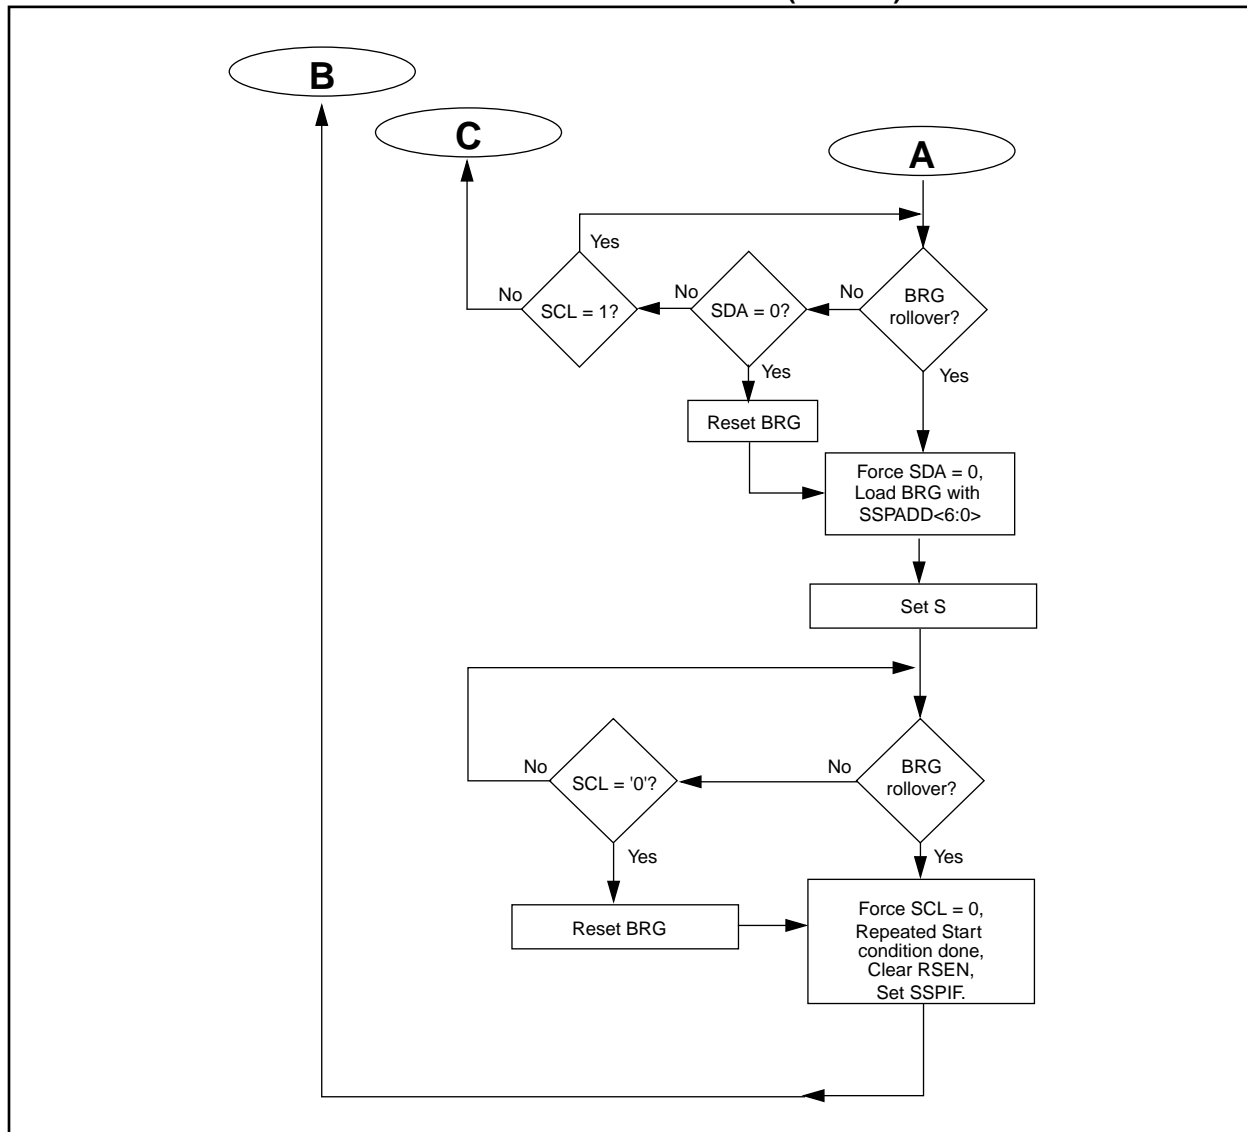 B
C
A
Yes
No
SCL = 1?
No
SDA = 0?
No
BRG
rollover?
Yes
Yes
Reset BRG
Force SDA = 0,
Load BRG with
SSPADD<6:0>
Set S
No
SCL = '0'?
No
BRG
rollover?
Yes
Yes
Reset BRG
Force SCL = 0,
Repeated Start
condition done,
Clear RSEN,
Set SSPIF.